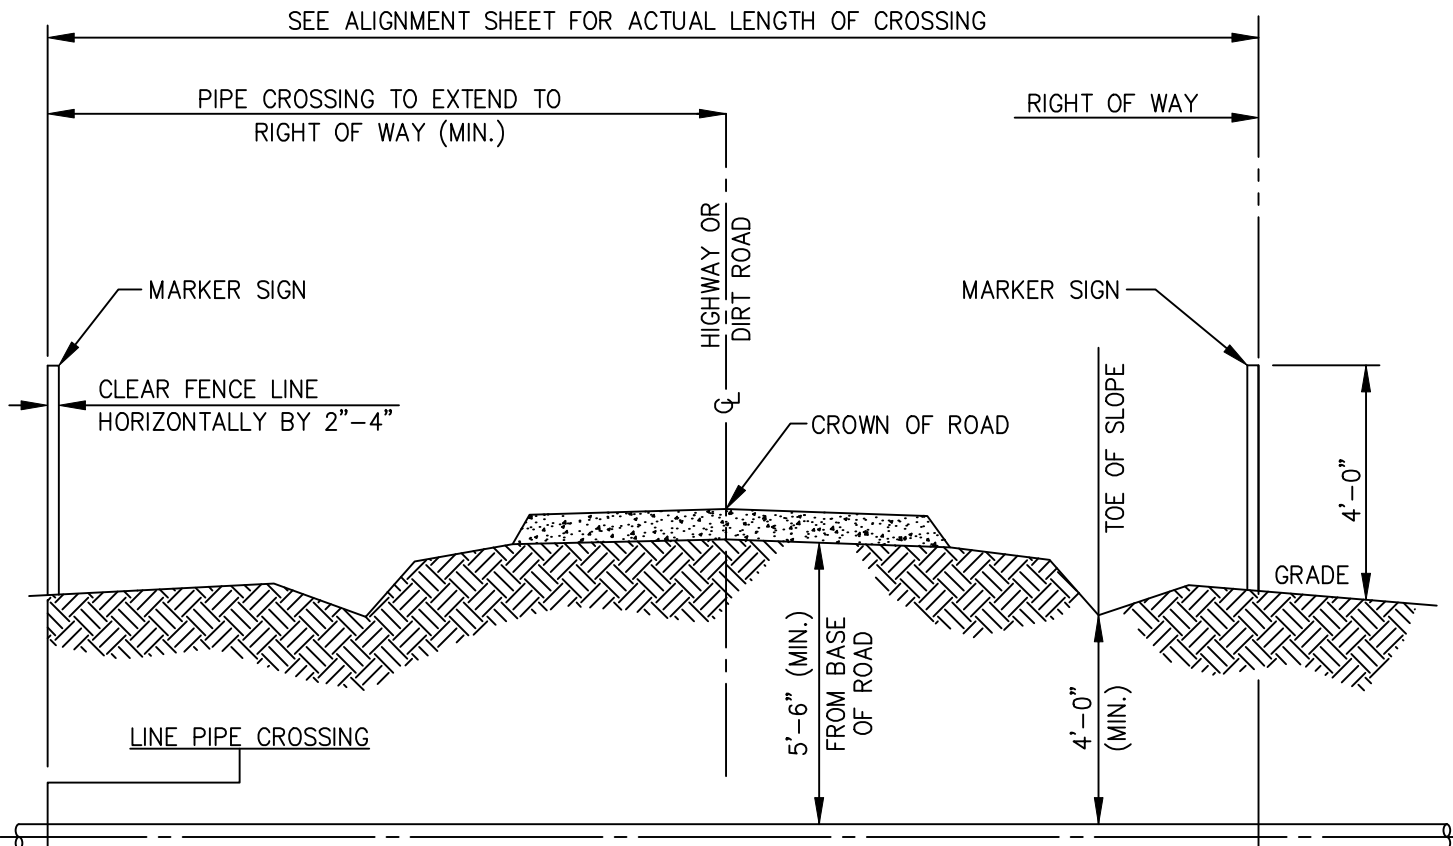 SEE ALIGNMENT SHEET FOR ACTUAL LENGTH OF CROSSING
PIPE CROSSING TO EXTEND TO
RIGHT OF WAY (MIN.)
RIGHT OF WAY
HIGHWAY OR
DIRT ROAD
MARKER SIGN
MARKER SIGN
CLEAR FENCE LINE
HORIZONTALLY BY 2"-4"
CL
CROWN OF ROAD
TOE OF SLOPE
4'-0"
GRADE
5'-6" (MIN.)
FROM BASE
OF ROAD
4'-0"
(MIN.)
LINE PIPE CROSSING